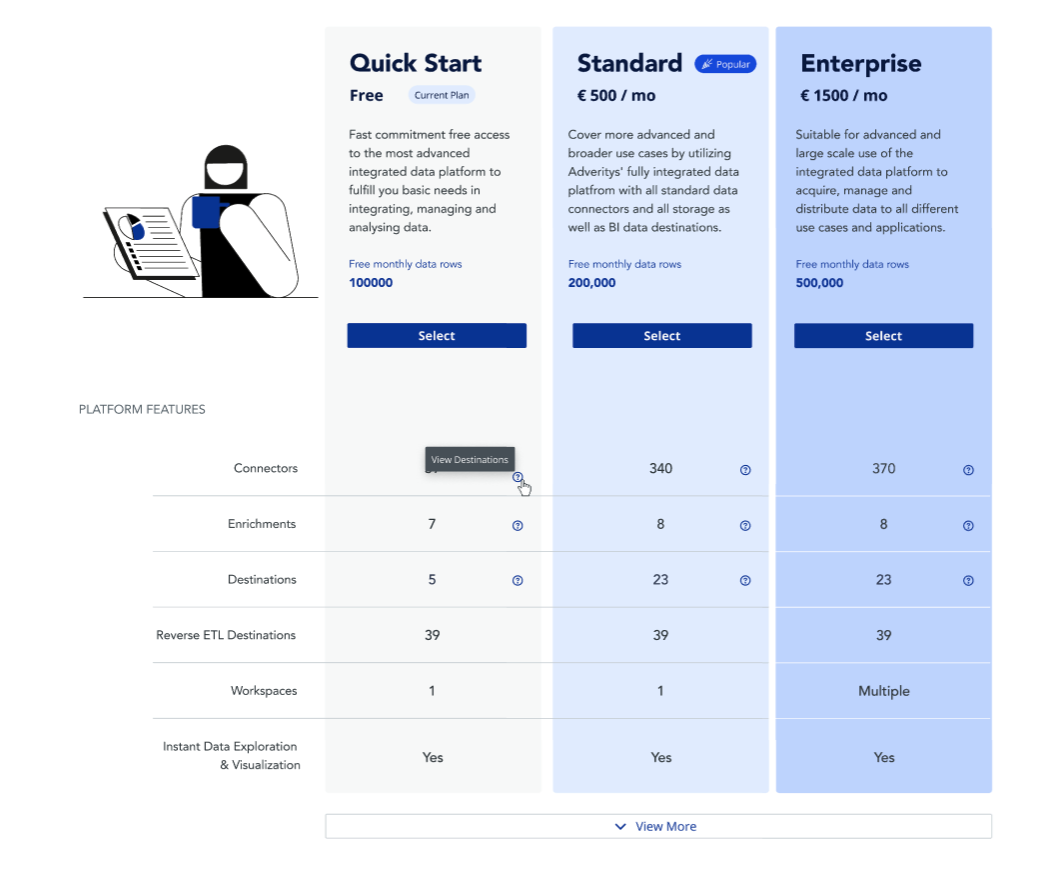 Quick Start
Free
Current Plan
Fast commitment free access
to the most advanced
integrated data platform to
fulfill you basic needs in
integrating, managing and
analysing data.
Free monthly data rows
100000
Select
Standard
Popular
€ 500 / mo
Cover more advanced and
broader use cases by utilizing
Adveritys' fully integrated data
platfrom with all standard data
connectors and all storage as
well as BI data destinations.
Free monthly data rows
200,000
Select
Enterprise
€ 1500 / mo
Suitable for advanced and
large scale use of the
integrated data platform to
acquire, manage and
distribute data to all different
use cases and applications.
Free monthly data rows
500,000
Select
PLATFORM FEATURES
View Destinations
Connectors 340 370
Enrichments 7 8 8
Destinations 5 23 23
Reverse ETL Destinations 39 39 39
Workspaces 1 1 Multiple
Instant Data Exploration
& Visualization Yes Yes Yes
View More